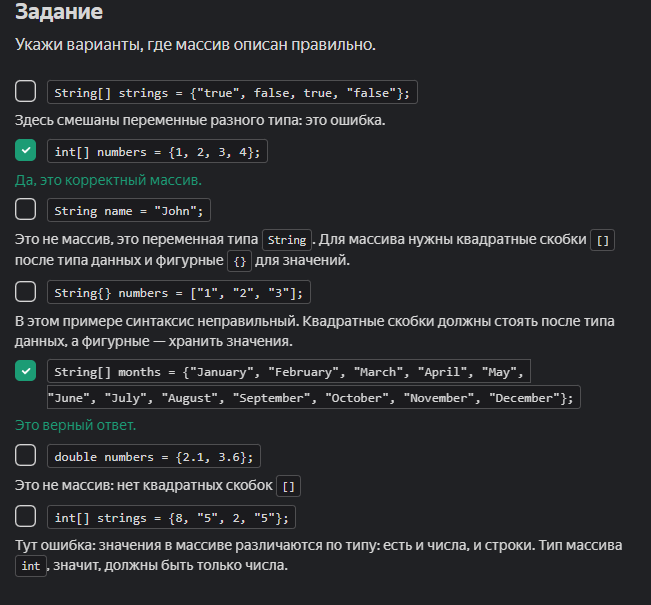 Задание
Укажи варианты, где массив описан правильно.
String[] strings = {"true", false, true, "false"};
Здесь смешаны переменные разного типа: это ошибка.
int[] numbers = {1, 2, 3, 4};
Да, это корректный массив.
String name = "John";
Это не массив, это переменная типа String. Для массива нужны квадратные скобки []
после типа данных и фигурные {} для значений.
String{} numbers = ["1", "2", "3"];
В этом примере синтаксис неправильный. Квадратные скобки должны стоять после типа
данных, а фигурные — хранить значения.
String[] months = {"January", "February", "March", "April", "May",
"June", "July", "August", "September", "October", "November", "December"};
Это верный ответ.
double numbers = {2.1, 3.6};
Это не массив: нет квадратных скобок []
int[] strings = {8, "5", 2, "5"};
Тут ошибка: значения в массиве различаются по типу: есть и числа, и строки. Тип массива
int, значит, должны быть только числа.